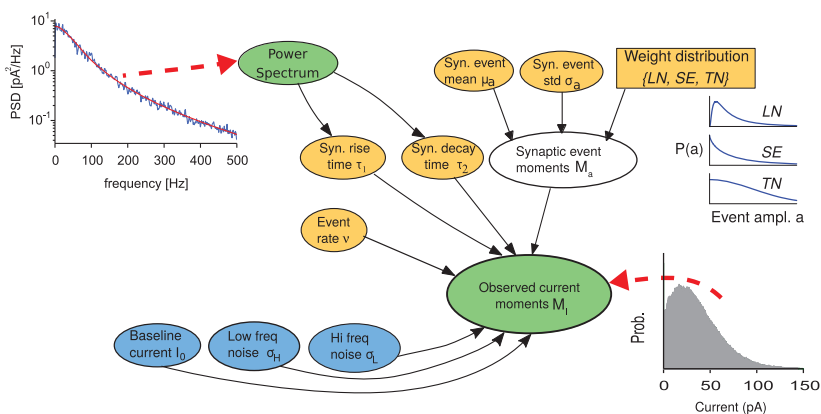 PSD [pA²/Hz]
10¹
10⁰
10⁻¹
0 100 200 300 400 500
frequency [Hz]
Power
Spectrum
Syn. event
mean μa
Syn. event
std σa
Weight distribution
{LN, SE, TN}
Syn. rise
time τ1
Syn. decay
time τ2
Synaptic event
moments Ma
P(a)
LN
SE
TN
Event ampl. a
Event
rate ν
Observed current
moments MI
Baseline
current I0
Low freq
noise σH
Hi freq
noise σL
Prob.
0 50 100 150
Current (pA)